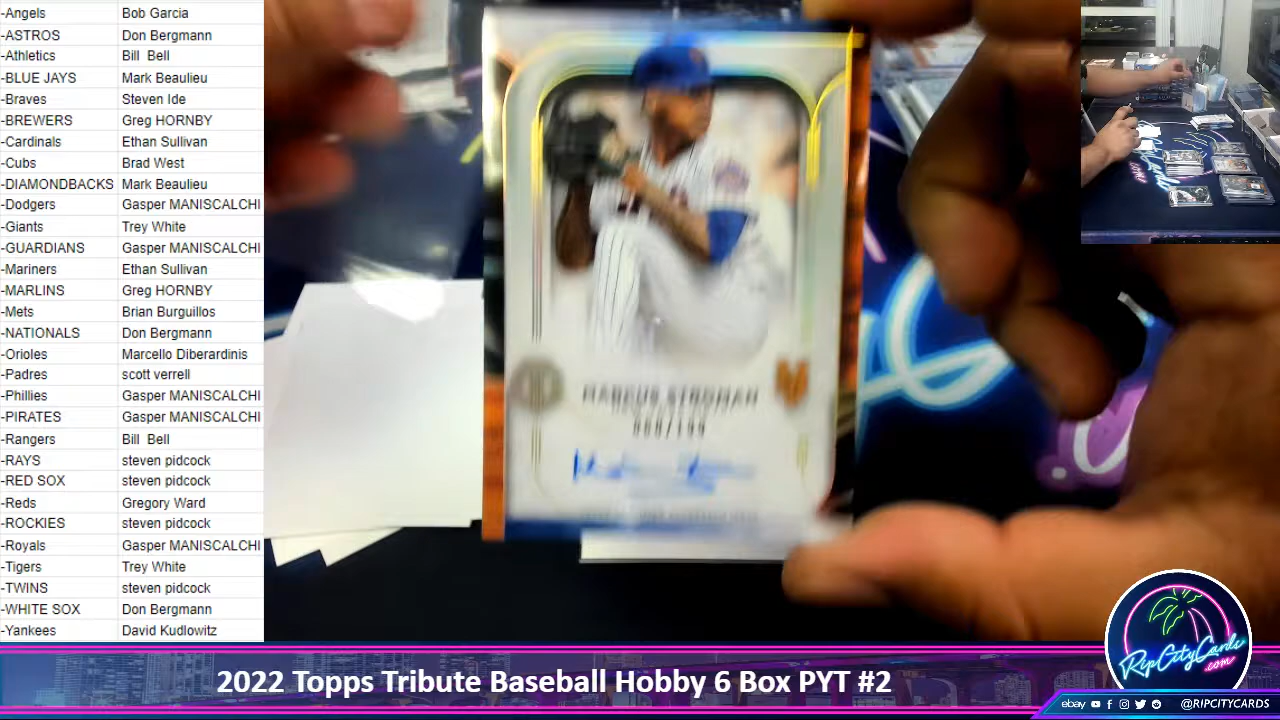 -Angels Bob Garcia
-ASTROS Don Bergmann
-Athletics Bill Bell
-BLUE JAYS Mark Beaulieu
-Braves Steven Ide
-BREWERS Greg HORNBY
-Cardinals Ethan Sullivan
-Cubs Brad West
-DIAMONDBACKS Mark Beaulieu
-Dodgers Gasper MANISCALCHI
-Giants Trey White
-GUARDIANS Gasper MANISCALCHI
-Mariners Ethan Sullivan
-MARLINS Greg HORNBY
-Mets Brian Burguillos
-NATIONALS Don Bergmann
-Orioles Marcello Diberardinis
-Padres scott verrell
-Phillies Gasper MANISCALCHI
-PIRATES Gasper MANISCALCHI
-Rangers Bill Bell
-RAYS steven pidcock
-RED SOX steven pidcock
-Reds Gregory Ward
-ROCKIES steven pidcock
-Royals Gasper MANISCALCHI
-Tigers Trey White
-TWINS steven pidcock
-WHITE SOX Don Bergmann
-Yankees David Kudlowitz
MARCUS STROMAN
RipCityCards
.com
2022 Topps Tribute Baseball Hobby 6 Box PYT #2
ebay @RIPCITYCARDS